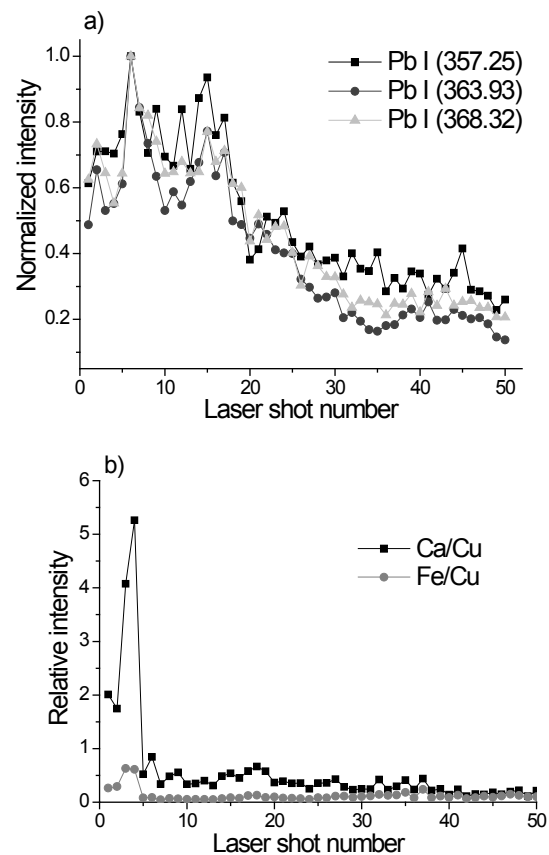 a)
Pb I (357.25)
Pb I (363.93)
Pb I (368.32)
Normalized intensity
1.0
0.8
0.6
0.4
0.2
0 10 20 30 40 50
Laser shot number
b)
Ca/Cu
Fe/Cu
Relative intensity
6
5
4
3
2
1
0
0 10 20 30 40 50
Laser shot number